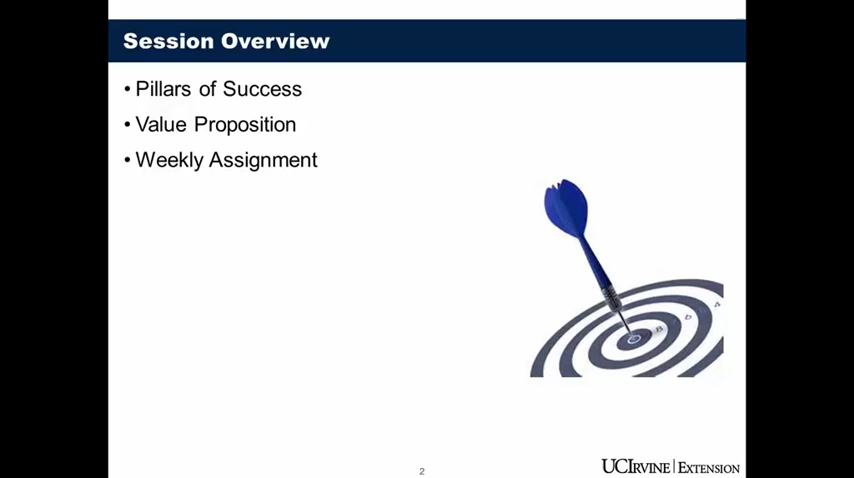 Session Overview
• Pillars of Success
• Value Proposition
• Weekly Assignment
2
UCIRVINE | EXTENSION